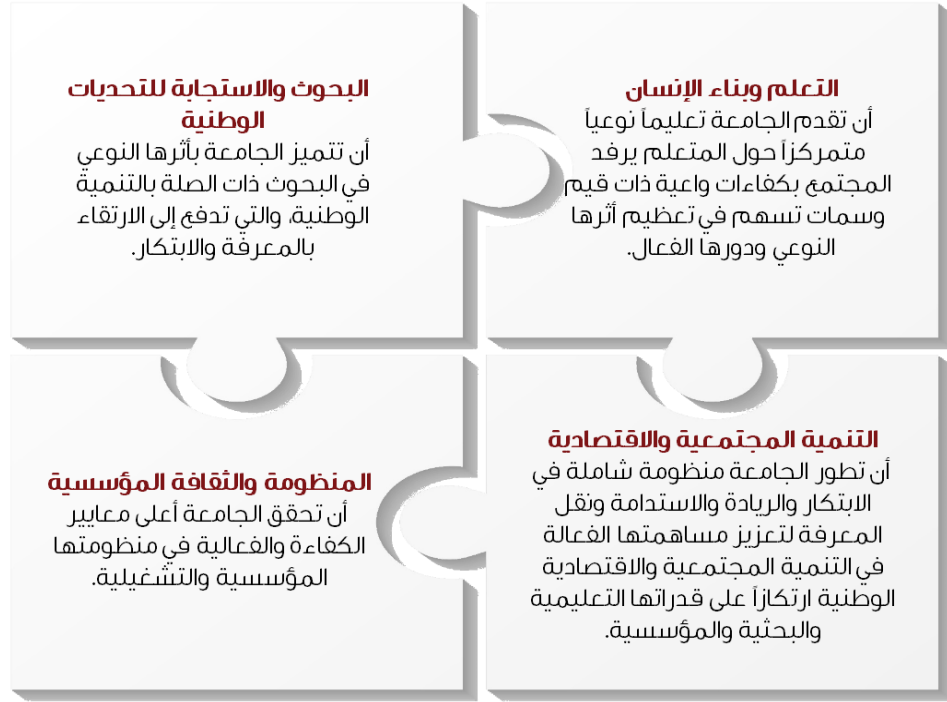 التعلم وبناء الإنسان
أن تقدم الجامعة تعليماً نوعياً
متمركزاً حول المتعلم يرفد
المجتمع بكفاءات واعية ذات قيم
وسمات تسهم في تعظيم أثرها
النوعي ودورها الفعال.
البحوث والاستجابة للتحديات
الوطنية
أن تتميز الجامعة بأثرها النوعي
في البحوث ذات الصلة بالتنمية
الوطنية، والتي تدفع إلى الارتقاء
بالمعرفة والابتكار.
التنمية المجتمعية والاقتصادية
أن تطور الجامعة منظومة شاملة في
الابتكار والريادة والاستدامة ونقل
المعرفة لتعزيز مساهمتها الفعالة
في التنمية المجتمعية والاقتصادية
الوطنية ارتكازاً على قدراتها التعليمية
والبحثية والمؤسسية.
المنظومة والثقافة المؤسسية
أن تحقق الجامعة أعلى معايير
الكفاءة والفعالية في منظومتها
المؤسسية والتشغيلية.